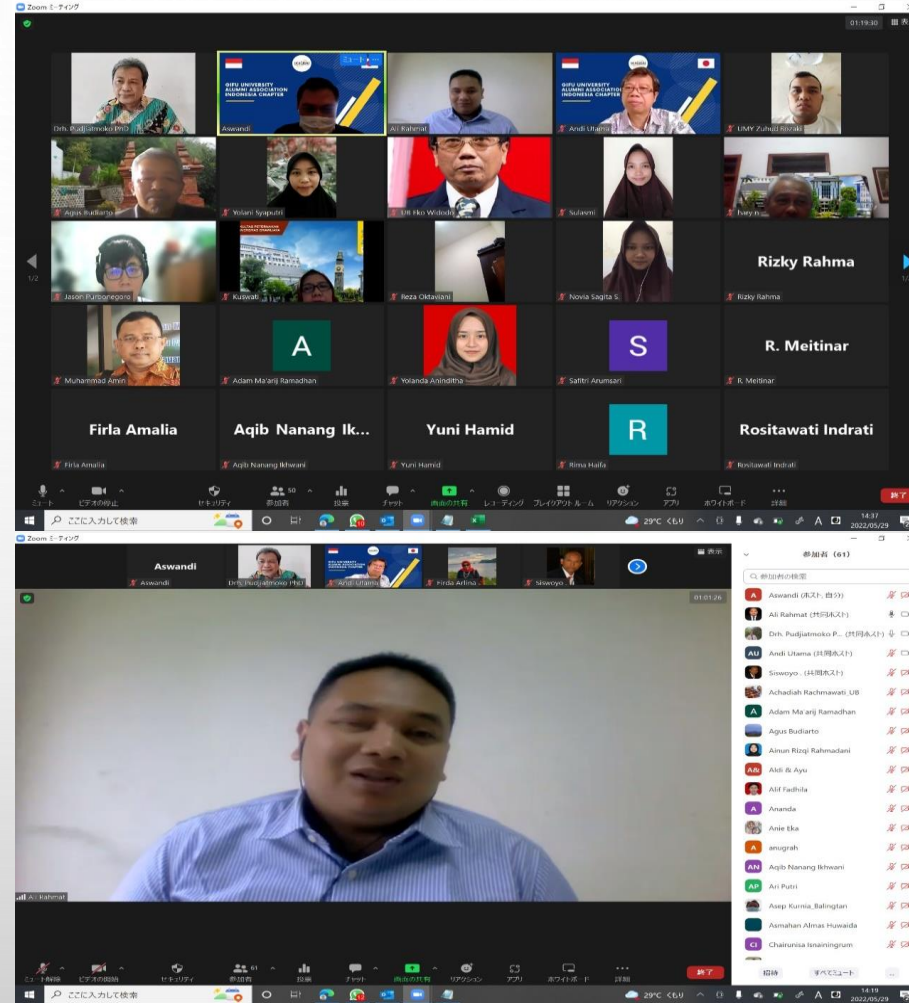 Zoom ミーティング
01:19:30
GIFU UNIVERSITY
ALUMNI ASSOCIATION
INDONESIA CHAPTER
Drh. Pudjiatmoko PhD
Aswandi
Ali Rahmat
GIFU UNIVERSITY
ALUMNI ASSOCIATION
INDONESIA CHAPTER
Andi Utama
UMY Zuhud Rozaki
Agus Budiarto
Yolani Syaputri
UB Eko Widodo
Sulasmi
hary n
Jason Purbonegoro
Kuswati
Reza Oktaviani
Novia Sagita S.
Rizky Rahma
Rizky Rahma
1/2
Muhammad Amin
A
Adam Ma'arij Ramadhan
Yolanda Aninditha
S
Safitri Arumsari
R. Meitinar
R. Meitinar
Firla Amalia
Firla Amalia
Aqib Nanang Ik...
Aqib Nanang Ikhwani
Yuni Hamid
Yuni Hamid
R
Rima Haifa
Rositawati Indrati
Rositawati Indrati
ミュート
ビデオの停止
セキュリティ
50
参加者
投票
チャット
画面の共有
レコーディング
ブレイクアウト ルーム
リアクション
アプリ
ホワイトボード
詳細
終了
ここに入力して検索
29°C くもり
A
14:37
2022/05/29
Zoom ミーティング
Aswandi
Aswandi
Drh. Pudjiatmoko PhD
Andi Utama
Firda Arlina
Siswoyo .
表示
01:01:26
Ali Rahmat
参加者 (61)
参加者の検索
A Aswandi (ホスト, 自分)
Ali Rahmat (共同ホスト)
Drh. Pudjiatmoko P... (共同ホスト)
AU Andi Utama (共同ホスト)
Siswoyo . (共同ホスト)
Achadiah Rachmawati_UB
A Adam Ma'arij Ramadhan
Agus Budiarto
Ainun Rizqi Rahmadani
A& Aldi & Ayu
Alif Fadhila
A Ananda
Anie Eka
A anugrah
AN Aqib Nanang Ikhwani
AP Ari Putri
Asep Kurnia_Balingtan
Asmahan Almas Huwaida
CI Chairunisa Isnainingrum
招待
すべてミュート
...
ミュート解除
ビデオの開始
セキュリティ
61
参加者
投票
チャット
画面の共有
リアクション
アプリ
ホワイトボード
詳細
終了
ここに入力して検索
29°C くもり
A
14:19
2022/05/29